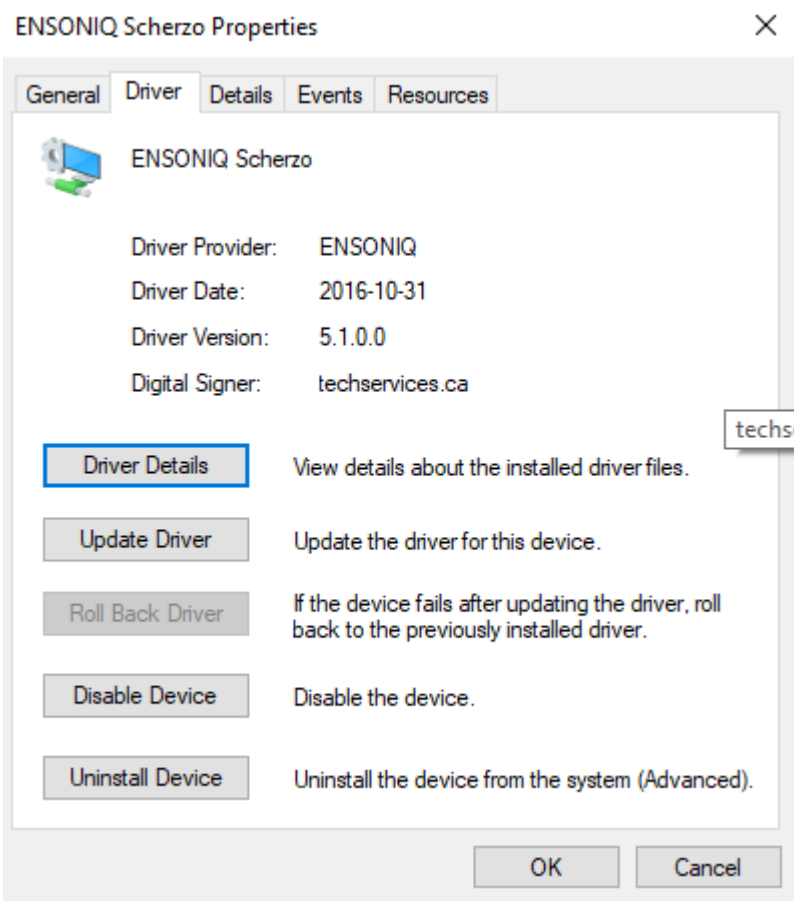 ENSONIQ Scherzo Properties
General Driver Details Events Resources
ENSONIQ Scherzo
Driver Provider: ENSONIQ
Driver Date: 2016-10-31
Driver Version: 5.1.0.0
Digital Signer: techservices.ca
techs
Driver Details View details about the installed driver files.
Update Driver Update the driver for this device.
Roll Back Driver If the device fails after updating the driver, roll
back to the previously installed driver.
Disable Device Disable the device.
Uninstall Device Uninstall the device from the system (Advanced).
OK Cancel